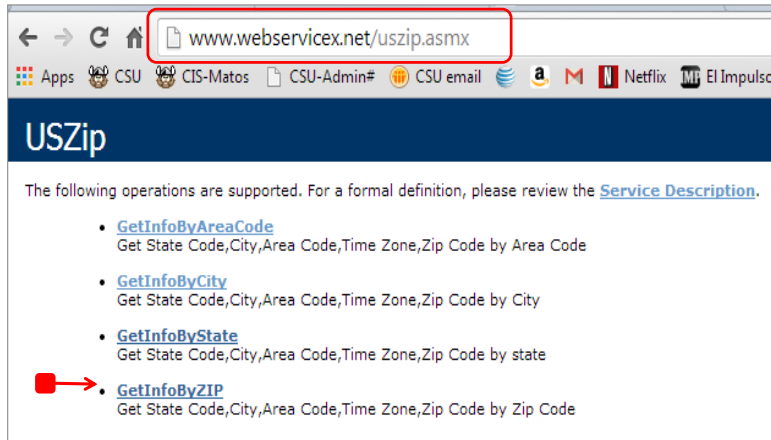 www.webservicex.net/uszip.asmx
Apps CSU CIS-Matos CSU-Admin# CSU email a Netflix El Impulso
USZip
The following operations are supported. For a formal definition, please review the Service Description.
GetInfoByAreaCode
Get State Code,City,Area Code,Time Zone,Zip Code by Area Code
GetInfoByCity
Get State Code,City,Area Code,Time Zone,Zip Code by City
GetInfoByState
Get State Code,City,Area Code,Time Zone,Zip Code by state
GetInfoByZIP
Get State Code,City,Area Code,Time Zone,Zip Code by Zip Code